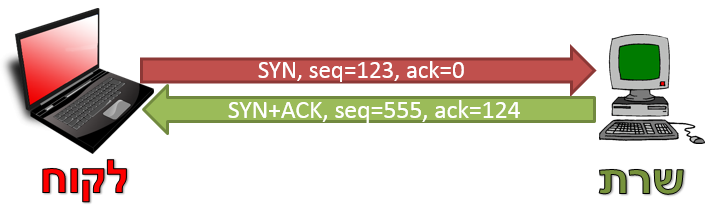 SYN, seq=123, ack=0
SYN+ACK, seq=555, ack=124
לקוח
שרת